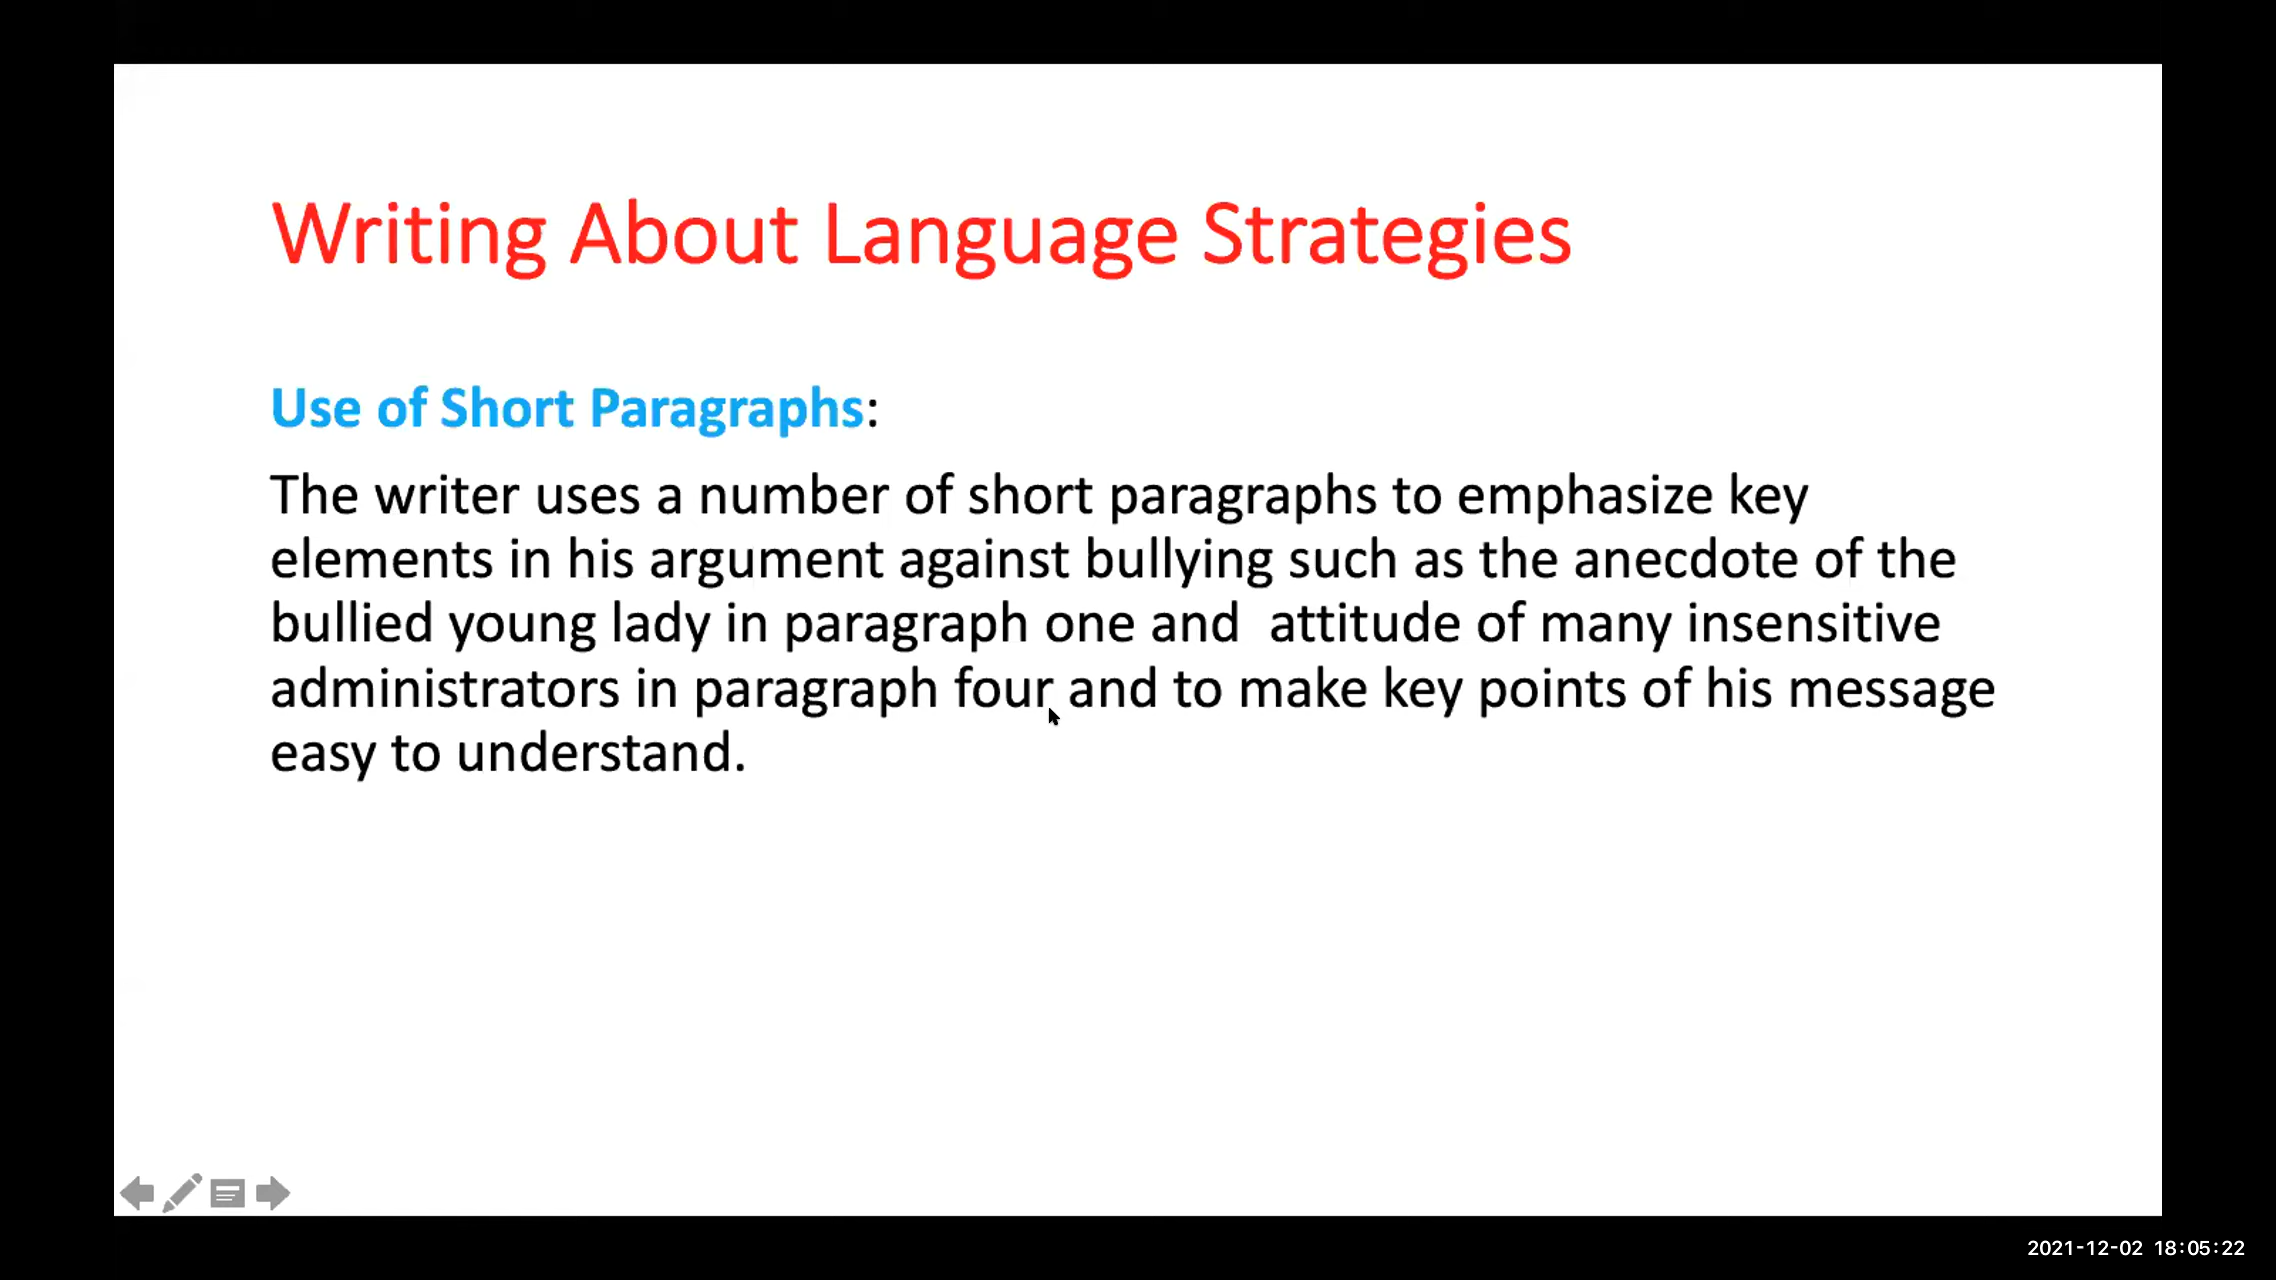 Writing About Language Strategies
Use of Short Paragraphs:
The writer uses a number of short paragraphs to emphasize key
elements in his argument against bullying such as the anecdote of the
bullied young lady in paragraph one and  attitude of many insensitive
administrators in paragraph four and to make key points of his message
easy to understand.
2021-12-02 18:05:22